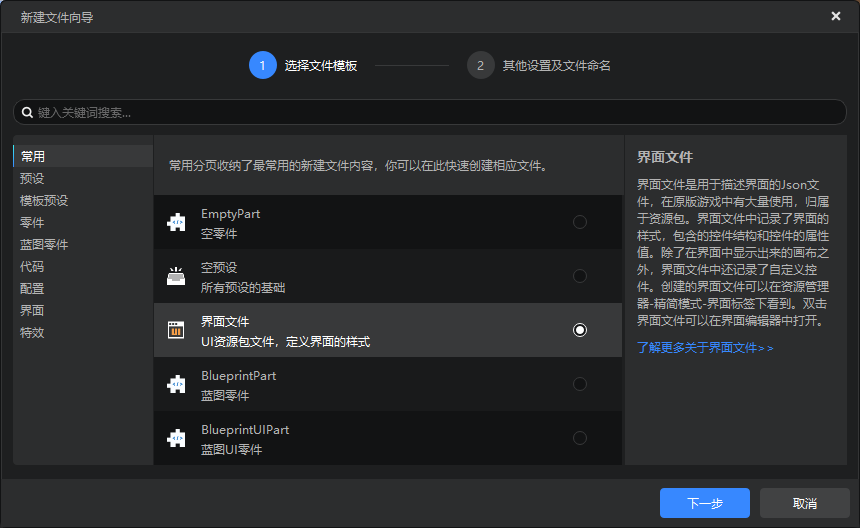 新建文件向导
1 选择文件模板
2 其他设置及文件命名
键入关键词搜索...
常用
预设
模板预设
零件
蓝图零件
代码
配置
界面
特效
常用分页收纳了最常用的新建文件内容，你可以在此快速创建相应文件。
EmptyPart
空零件
空预设
所有预设的基础
界面文件
UI资源包文件，定义界面的样式
BlueprintPart
蓝图零件
BlueprintUIPart
蓝图UI零件
界面文件
界面文件是用于描述界面的Json文
件，在原版游戏中有大量使用，归属
于资源包。界面文件中记录了界面的
样式，包含的控件结构和控件的属性
值。除了在界面中显示出来的画布之
外，界面文件中还记录了自定义控
件。创建的界面文件可以在资源管理
器-精简模式-界面标签下看到。双击
界面文件可以在界面编辑器中打开。
了解更多关于界面文件>>
下一步
取消